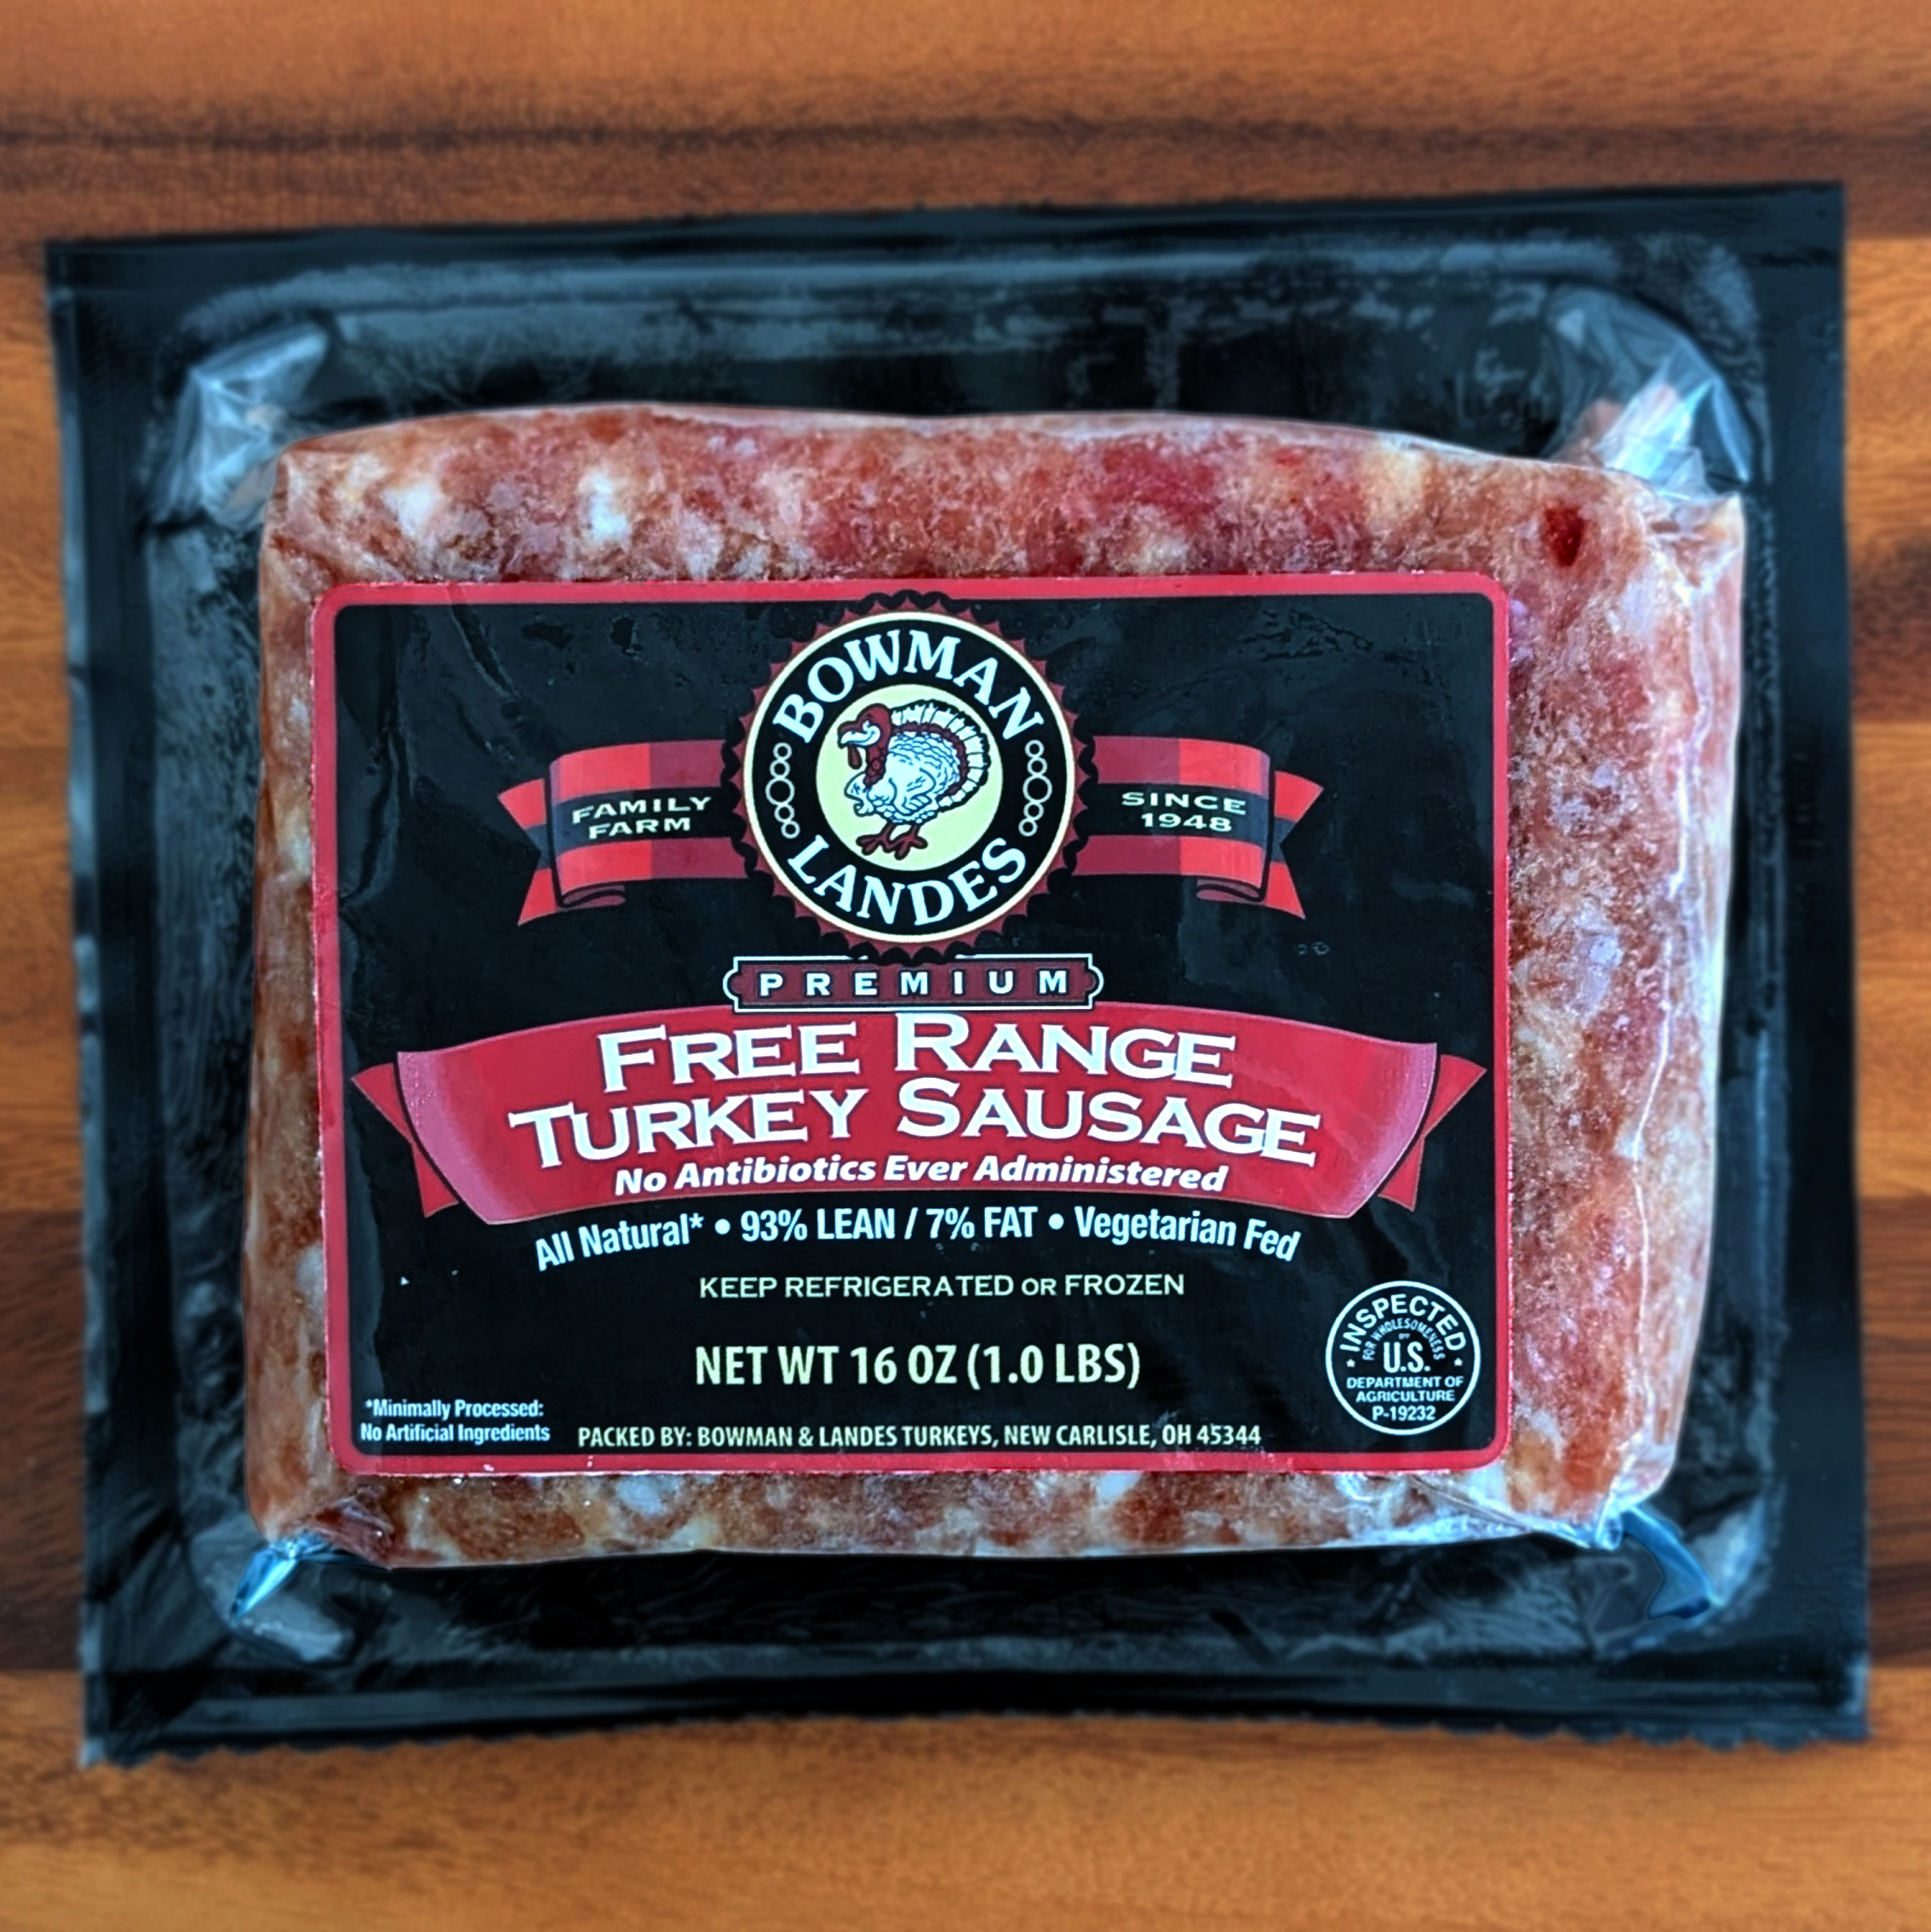 BOWMAN
LANDES
FAMILY
FARM
SINCE
1948
PREMIUM
FREE RANGE
TURKEY SAUSAGE
No Antibiotics Ever Administered
All Natural* • 93% LEAN / 7% FAT • Vegetarian Fed
KEEP REFRIGERATED OR FROZEN
NET WT 16 OZ (1.0 LBS)
INSPECTED
FOR WHOLESOMENESS
BY
U.S.
DEPARTMENT OF
AGRICULTURE
P-19232
*Minimally Processed:
No Artificial Ingredients
PACKED BY: BOWMAN & LANDES TURKEYS, NEW CARLISLE, OH 45344